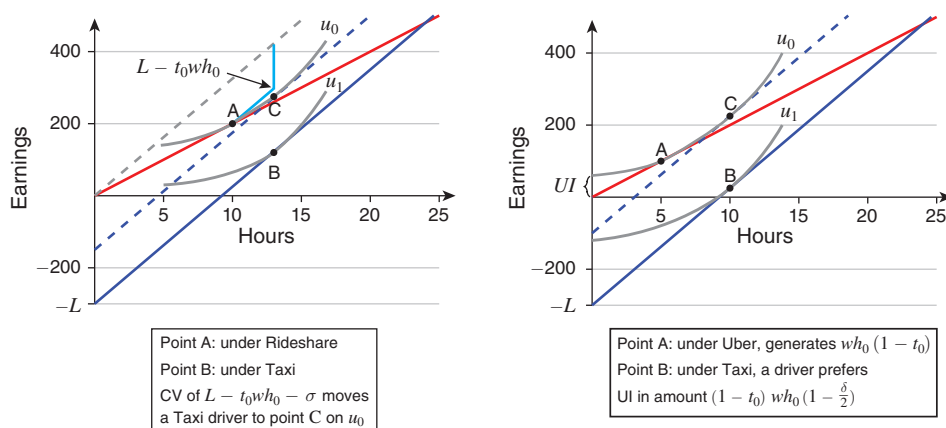 400
200
−200
−L
Earnings
5
10
15
20
25
Hours
L − t₀wh₀
A
C
B
u₀
u₁
Point A: under Rideshare
Point B: under Taxi
CV of L − t₀wh₀ − σ moves
a Taxi driver to point C on u₀
400
200
−200
−L
Earnings
UI {
5
10
15
20
25
Hours
A
C
B
u₀
u₁
Point A: under Uber, generates wh₀ (1 − t₀)
Point B: under Taxi, a driver prefers
UI in amount (1 − t₀) wh₀(1 − δ/2)